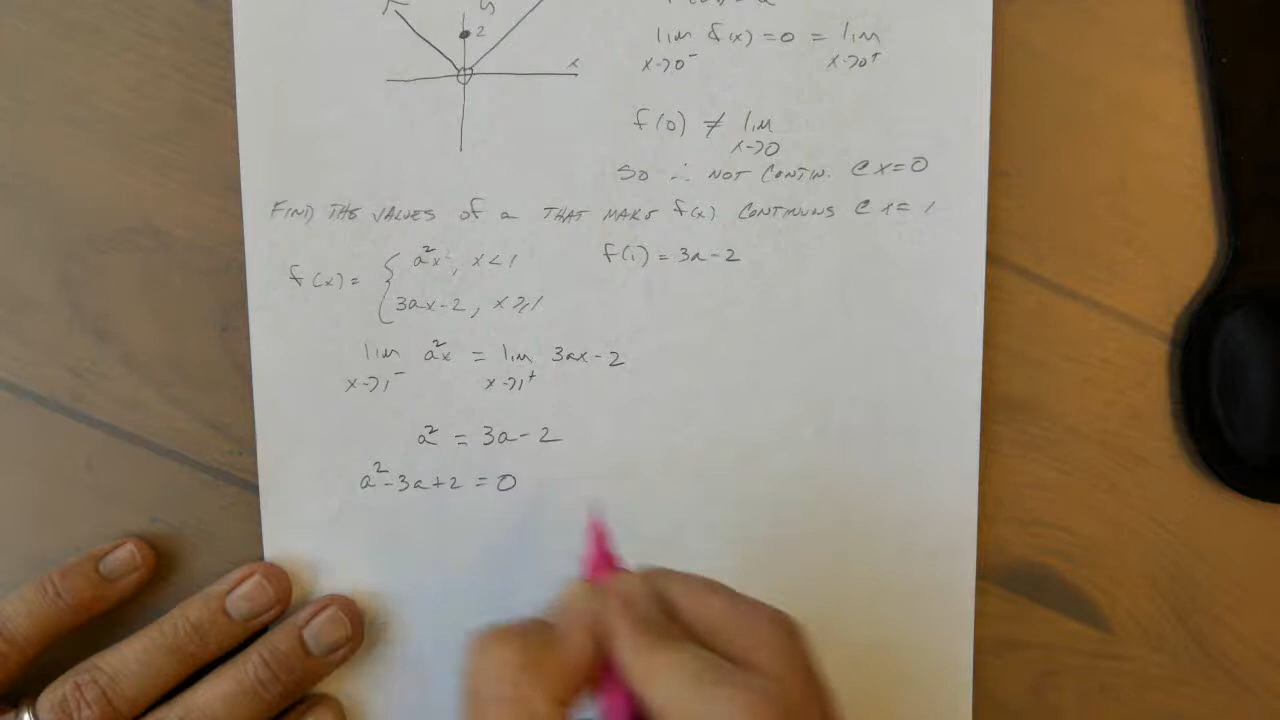 y
2
x
lim f(x) = 0 = lim
x→0⁻ x→0⁺
f(0) ≠ lim
x→0
SO ∴ NOT CONTIN. @ x=0
FIND THE VALUES of a THAT MAKE f(x) CONTINUNS @ x= 1
f(x) = { a²x, x<1
3ax-2, x≥1
f(1) = 3a-2
lim a²x = lim 3ax-2
x→1⁻ x→1⁺
a² = 3a-2
a²-3a+2 = 0